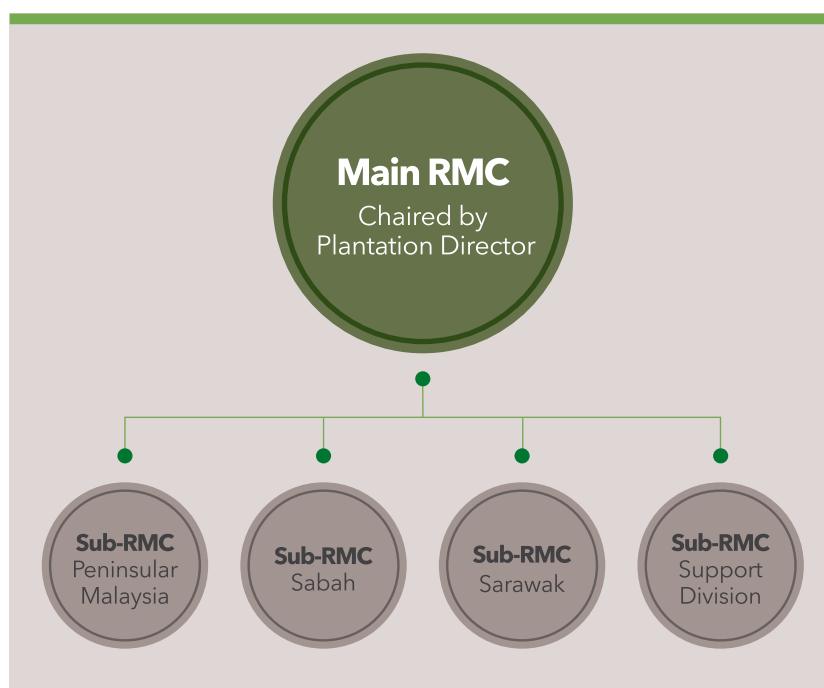 Main RMC
Chaired by
Plantation Director
Sub-RMC
Peninsular
Malaysia
Sub-RMC
Sabah
Sub-RMC
Sarawak
Sub-RMC
Support
Division